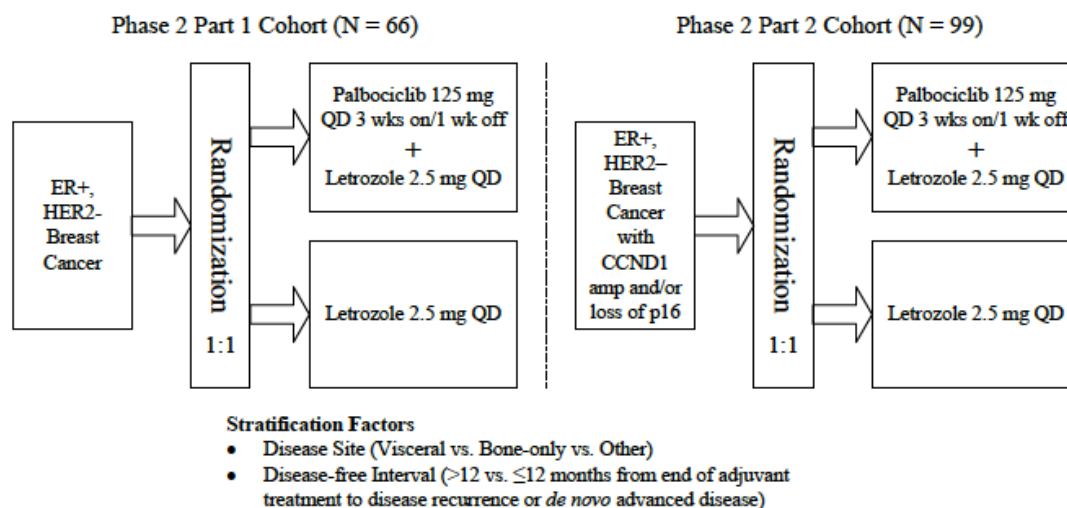 Phase 2 Part 1 Cohort (N = 66)
ER+,
HER2-
Breast
Cancer
Randomization
1:1
Palbociclib 125 mg
QD 3 wks on/1 wk off
+
Letrozole 2.5 mg QD
Letrozole 2.5 mg QD
Phase 2 Part 2 Cohort (N = 99)
ER+,
HER2–
Breast
Cancer
with
CCND1
amp and/or
loss of p16
Randomization
1:1
Palbociclib 125 mg
QD 3 wks on/1 wk off
+
Letrozole 2.5 mg QD
Letrozole 2.5 mg QD
Stratification Factors
• Disease Site (Visceral vs. Bone-only vs. Other)
• Disease-free Interval (>12 vs. ≤12 months from end of adjuvant
treatment to disease recurrence or de novo advanced disease)